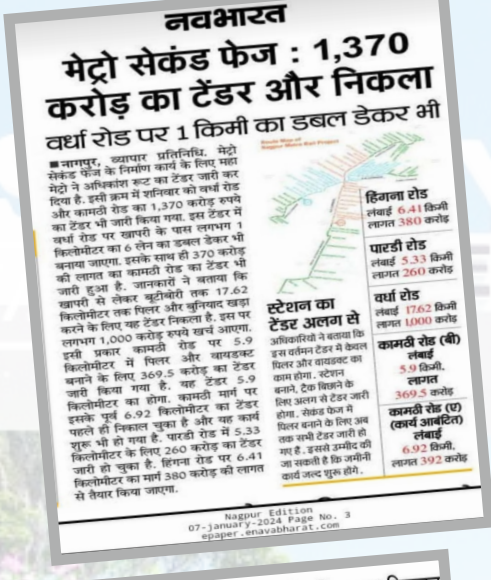 नवभारत
मेट्रो सेकंड फेज : 1,370
करोड़ का टेंडर और निकला
वर्धा रोड पर 1 किमी का डबल डेकर भी
■ नागपुर, व्यापार प्रतिनिधि. मेट्रो
सेकंड फेज के निर्माण कार्य के लिए महा
मेट्रो ने अधिकांश रूट का टेंडर जारी कर
दिया है. इसी क्रम में शनिवार को वर्धा रोड
और कामठी रोड का 1,370 करोड़ रुपये
का टेंडर भी जारी किया गया. इस टेंडर में
वर्धा रोड पर खापरी के पास लगभग 1
किलोमीटर का 6 लेन का डबल डेकर भी
बनाया जाएगा. इसके साथ ही 370 करोड़
की लागत का कामठी रोड का टेंडर भी
जारी हुआ है. जानकारों ने बताया कि
खापरी से लेकर बूटीबोरी तक 17.62
किलोमीटर तक पिलर और बुनियाद खड़ा
करने के लिए यह टेंडर निकला है. इस पर
लगभग 1,000 करोड़ रुपये खर्च आएगा.
इसी प्रकार कामठी रोड पर 5.9
किलोमीटर में पिलर और वायडक्ट
बनाने के लिए 369.5 करोड़ का टेंडर
जारी किया गया है. यह टेंडर 5.9
किलोमीटर का होगा. कामठी मार्ग पर
इसके पूर्व 6.92 किलोमीटर का टेंडर
पहले ही निकाल चुका है और यह कार्य
शुरू भी हो गया है. पारडी रोड में 5.33
किलोमीटर के लिए 260 करोड़ का टेंडर
जारी हो चुका है. हिंगना रोड पर 6.41
किलोमीटर का मार्ग 380 करोड़ की लागत
से तैयार किया जाएगा.
Route Map of
Nagpur Metro Rail Project
स्टेशन का
टेंडर अलग से
अधिकारियों ने बताया कि
इस वर्तमान टेंडर में केवल
पिलर और वायडक्ट का
काम होगा. स्टेशन
बनाने, ट्रैक बिछाने के
लिए अलग से टेंडर जारी
होगा. सेकंड फेज में
पिलर बनाने के लिए अब
तक सभी टेंडर जारी हो
गए है. इससे उम्मीद की
जा सकती है कि जमीनी
कार्य जल्द शुरू होंगे.
हिंगना रोड
लंबाई 6.41 किमी
लागत 380 करोड़
पारडी रोड
लंबाई 5.33 किमी
लागत 260 करोड़
वर्धा रोड
लंबाई 17.62 किमी
लागत 1,000 करोड़
कामठी रोड (बी)
लंबाई
5.9 किमी.
लागत
369.5 करोड़
कामठी रोड (ए)
(कार्य आबंटित)
लंबाई
6.92 किमी.
लागत 392 करोड़
Nagpur Edition
07-january-2024 Page No. 3
epaper.enavabharat.com